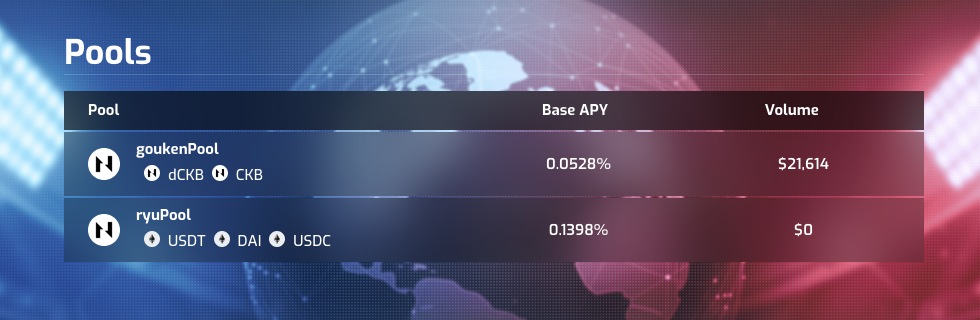 Pools
Pool Base APY Volume
goukenPool
dCKB CKB
0.0528% $21,614
ryuPool
USDT DAI USDC
0.1398% $0